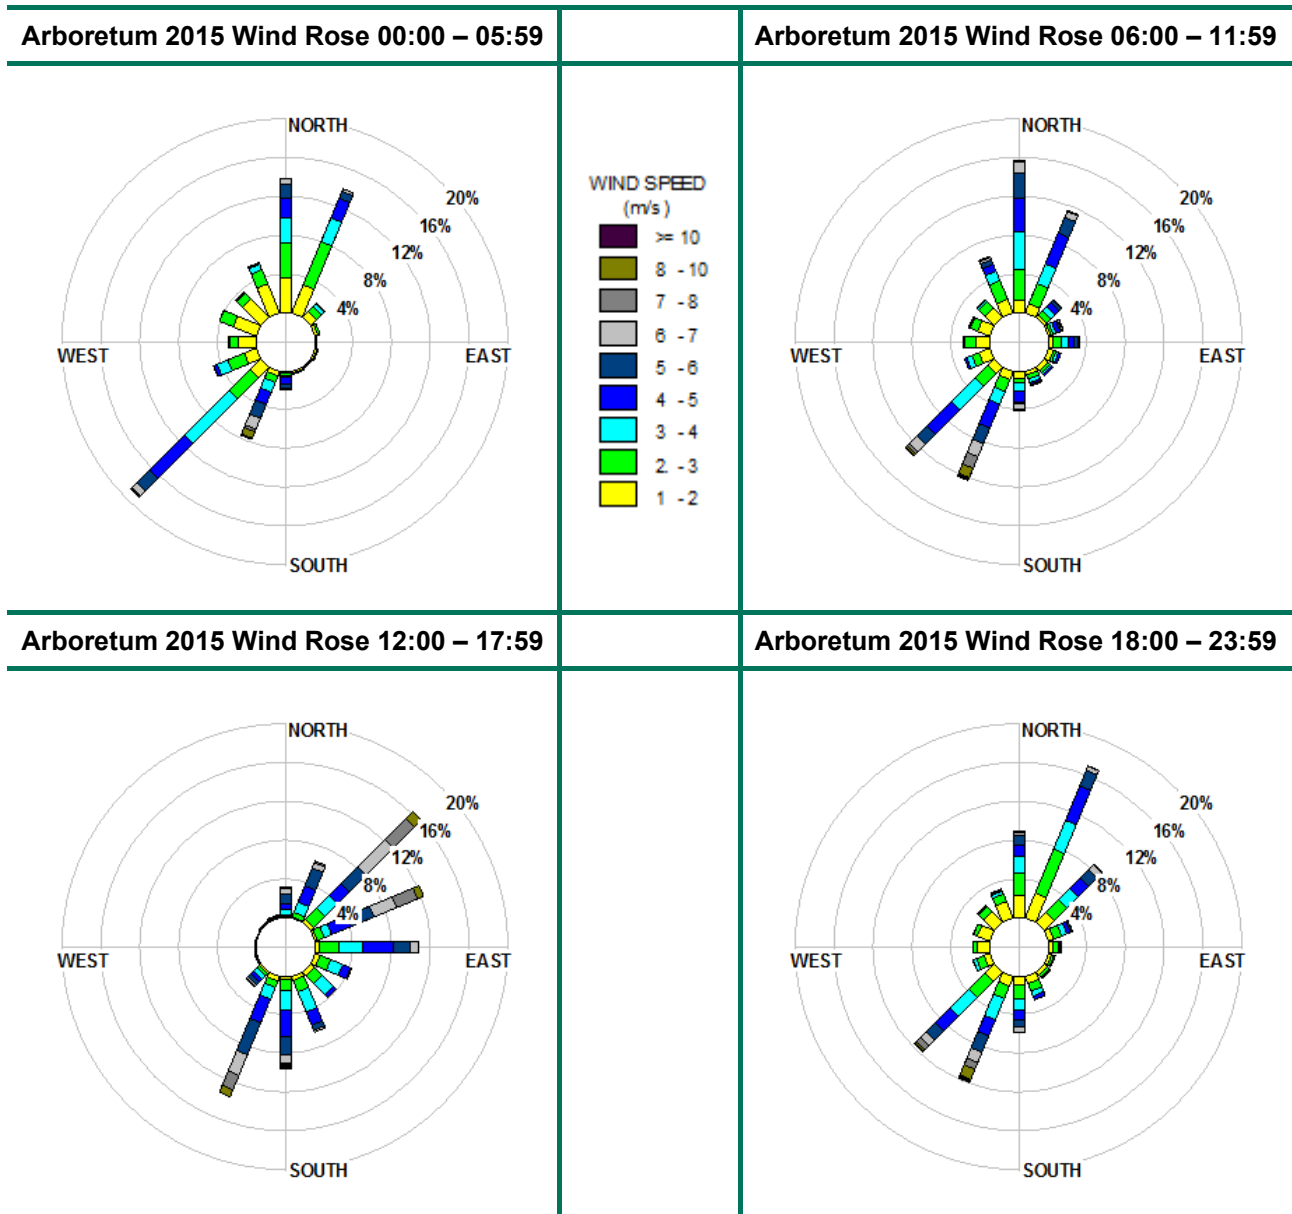 Arboretum 2015 Wind Rose 00:00 – 05:59
Arboretum 2015 Wind Rose 06:00 – 11:59
NORTH
20%
16%
12%
8%
4%
WEST
EAST
SOUTH
WIND SPEED
(m/s)
>= 10
8 - 10
7 - 8
6 - 7
5 - 6
4 - 5
3 - 4
2 - 3
1 - 2
NORTH
20%
16%
12%
8%
4%
WEST
EAST
SOUTH
Arboretum 2015 Wind Rose 12:00 – 17:59
Arboretum 2015 Wind Rose 18:00 – 23:59
NORTH
20%
16%
12%
8%
4%
WEST
EAST
SOUTH
NORTH
20%
16%
12%
8%
4%
WEST
EAST
SOUTH